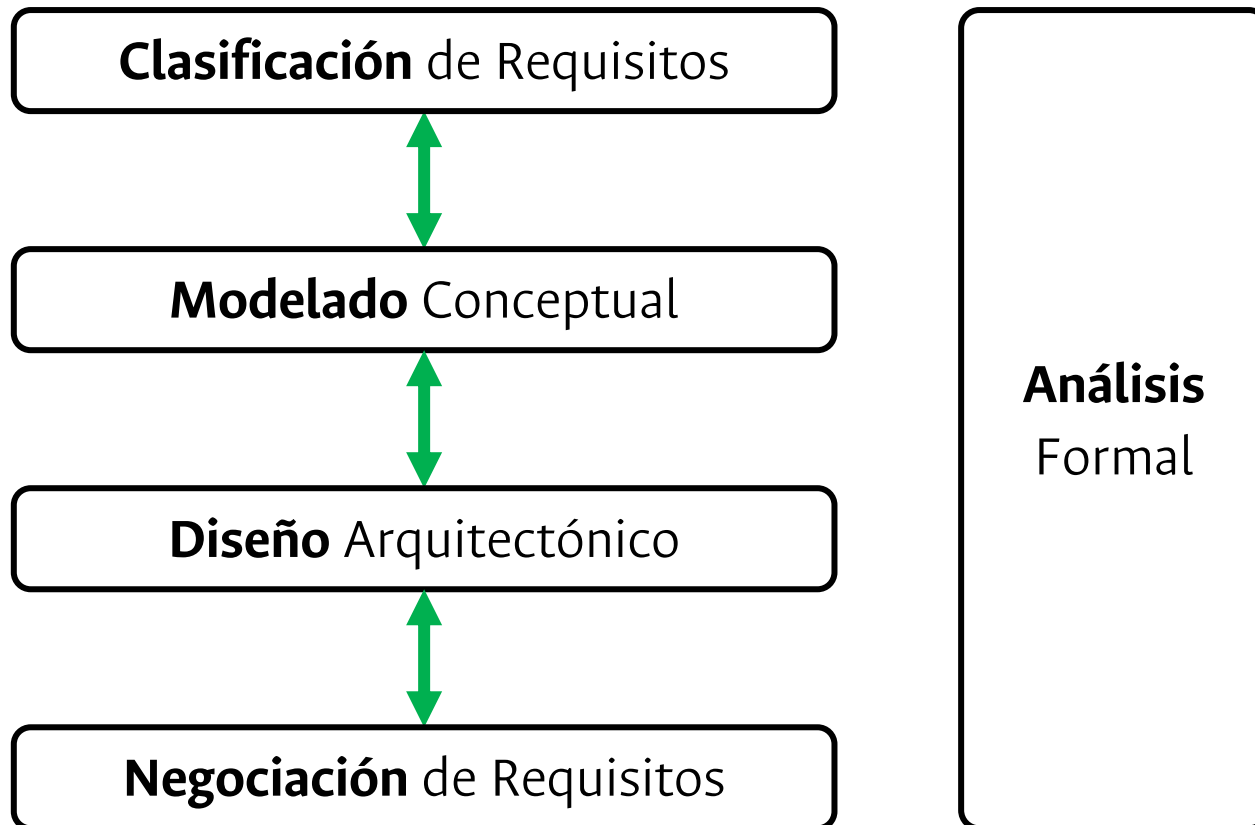 Clasificación de Requisitos
Modelado Conceptual
Diseño Arquitectónico
Negociación de Requisitos
Análisis
Formal